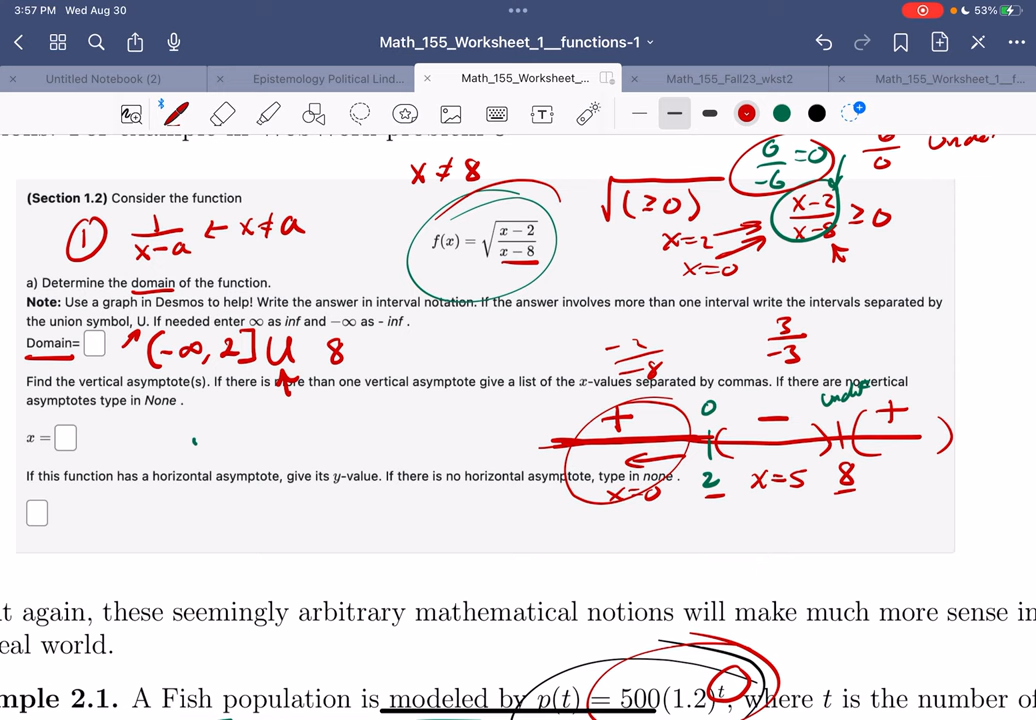 3:57 PM Wed Aug 30
53%
Math_155_Worksheet_1__functions-1
Untitled Notebook (2)
Epistemology Political Lind...
Math_155_Worksheet_...
Math_155_Fall23_wkst2
Math_155_Worksheet_1__f...
x ≠ 8
6/-6 = 0
6/0
(Section 1.2) Consider the function
① 1/(x-a) ← x ≠ a
f(x) = √((x − 2)/(x − 8))
√(≥0)
(x-2)/(x-8) ≥ 0
x=2
x=0
a) Determine the domain of the function.
Note: Use a graph in Desmos to help! Write the answer in interval notation. If the answer involves more than one interval write the intervals separated by
the union symbol, U. If needed enter ∞ as inf and −∞ as - inf .
Domain=
(-∞, 2] U 8
-2/-8
3/-3
Find the vertical asymptote(s). If there is more than one vertical asymptote give a list of the x-values separated by commas. If there are no vertical
asymptotes type in None .
+ 0 − +
x =
If this function has a horizontal asymptote, give its y-value. If there is no horizontal asymptote, type in none .
x=0 2 x=5 8
at again, these seemingly arbitrary mathematical notions will make much more sense in
eal world.
mple 2.1. A Fish population is modeled by p(t) = 500(1.2)^t, where t is the number o